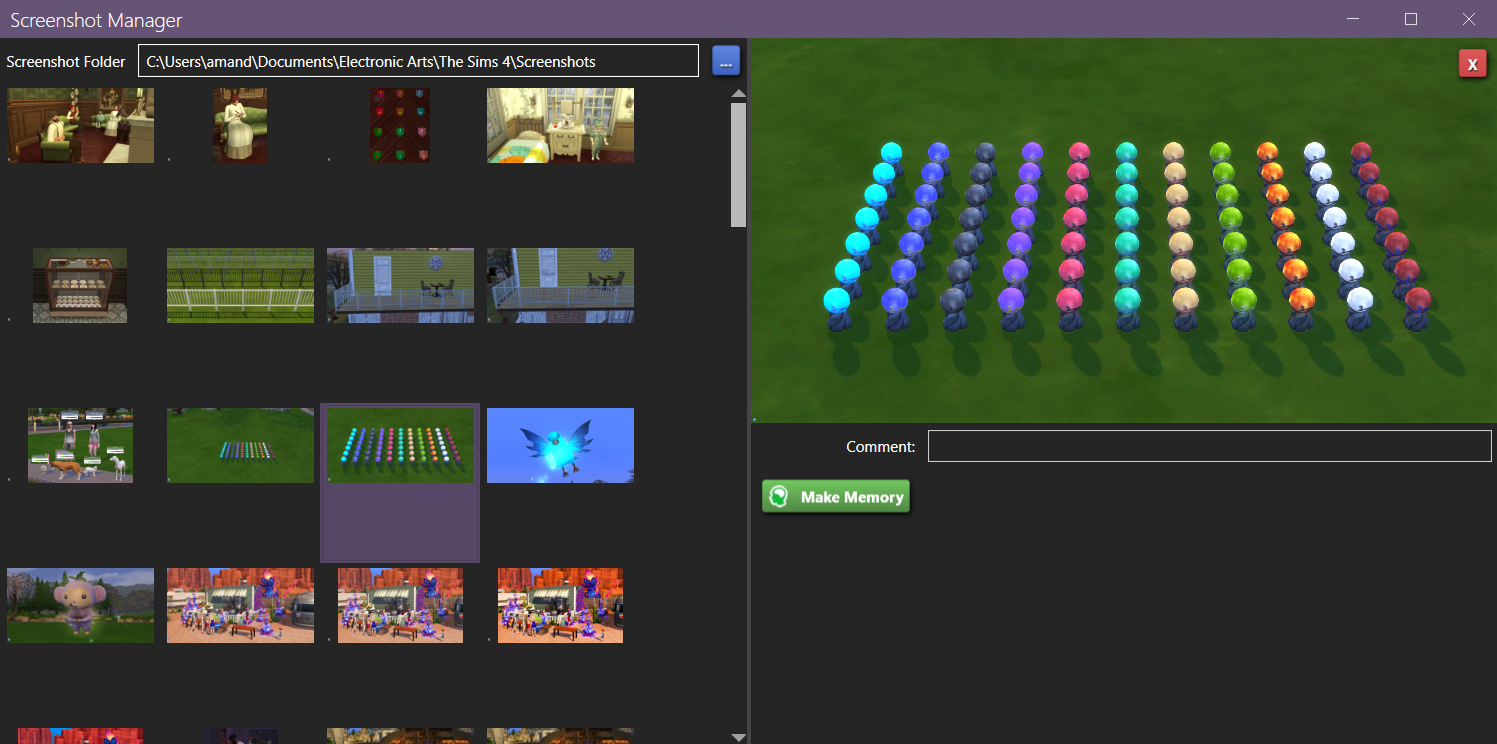 Screenshot Manager
Screenshot Folder
C:\Users\amand\Documents\Electronic Arts\The Sims 4\Screenshots
...
X
Comment:
Make Memory